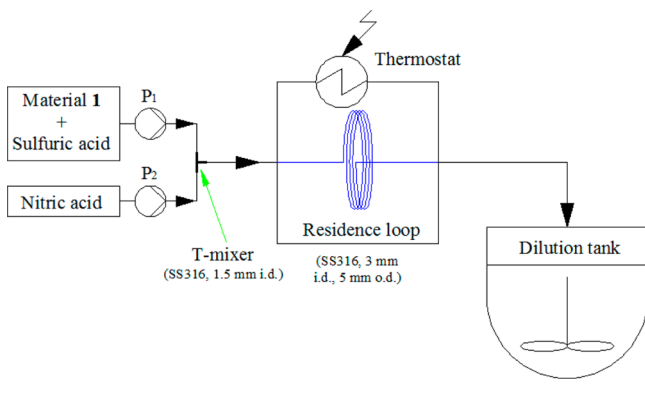 Thermostat
Material 1
+
Sulfuric acid
P1
Nitric acid
P2
T-mixer
(SS316, 1.5 mm i.d.)
Residence loop
(SS316, 3 mm
i.d., 5 mm o.d.)
Dilution tank